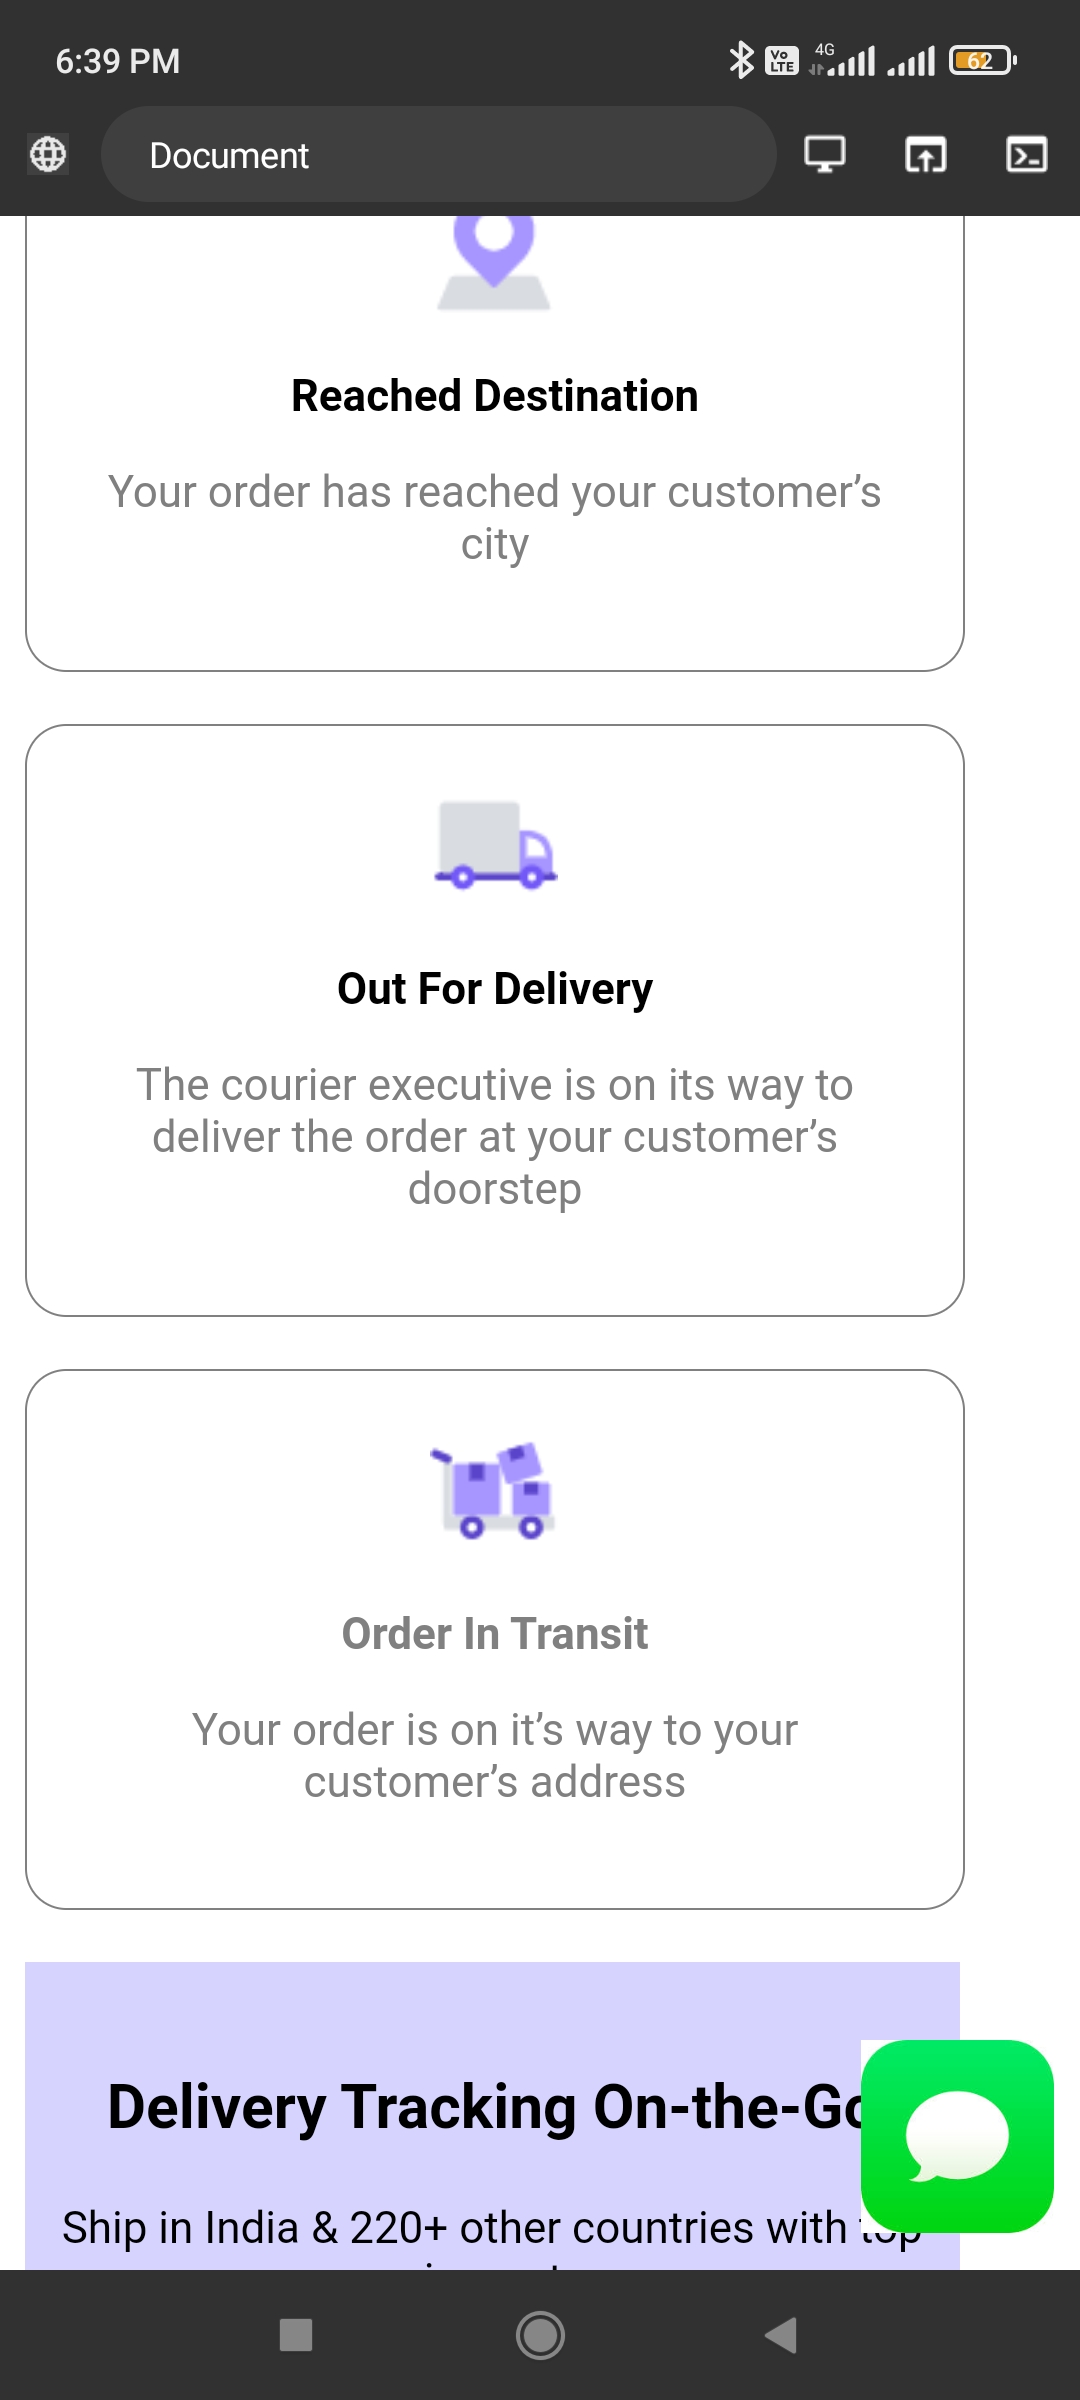 6:39 PM
Vo
LTE
4G
62
Document
Reached Destination
Your order has reached your customer’s
city
Out For Delivery
The courier executive is on its way to
deliver the order at your customer’s
doorstep
Order In Transit
Your order is on it’s way to your
customer’s address
Delivery Tracking On-the-Go
Ship in India & 220+ other countries with top